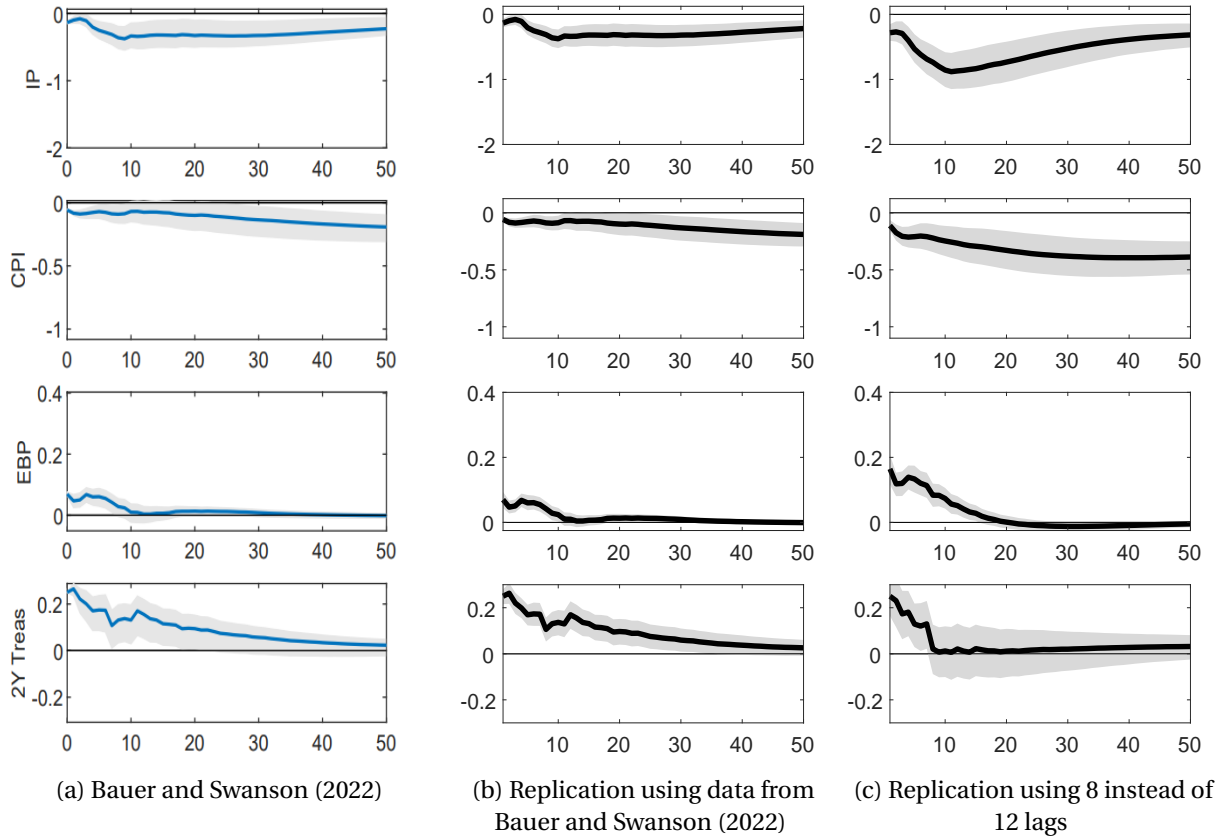 0
-1
-2
IP
0 10 20 30 40 50
0
-1
-2
10 20 30 40 50
0
-1
-2
10 20 30 40 50
0
-0.5
-1
CPI
0 10 20 30 40 50
0
-0.5
-1
10 20 30 40 50
0
-0.5
-1
10 20 30 40 50
0.4
0.2
0
EBP
0 10 20 30 40 50
0.4
0.2
0
10 20 30 40 50
0.4
0.2
0
10 20 30 40 50
0.2
0
-0.2
2Y Treas
0 10 20 30 40 50
0.2
0
-0.2
10 20 30 40 50
0.2
0
-0.2
10 20 30 40 50
(a) Bauer and Swanson (2022)
(b) Replication using data from
Bauer and Swanson (2022)
(c) Replication using 8 instead of
12 lags